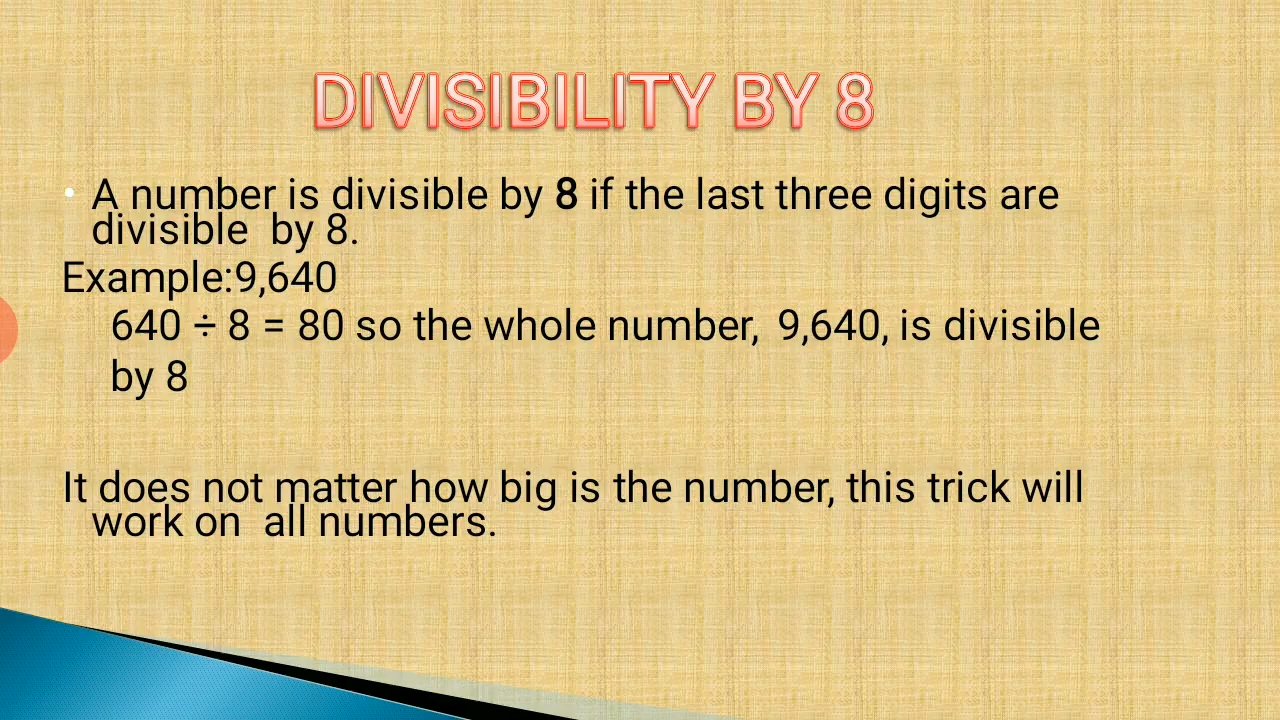 DIVISIBILITY BY 8
• A number is divisible by 8 if the last three digits are
divisible by 8.
Example:9,640
640 ÷ 8 = 80 so the whole number, 9,640, is divisible
by 8
It does not matter how big is the number, this trick will
work on all numbers.